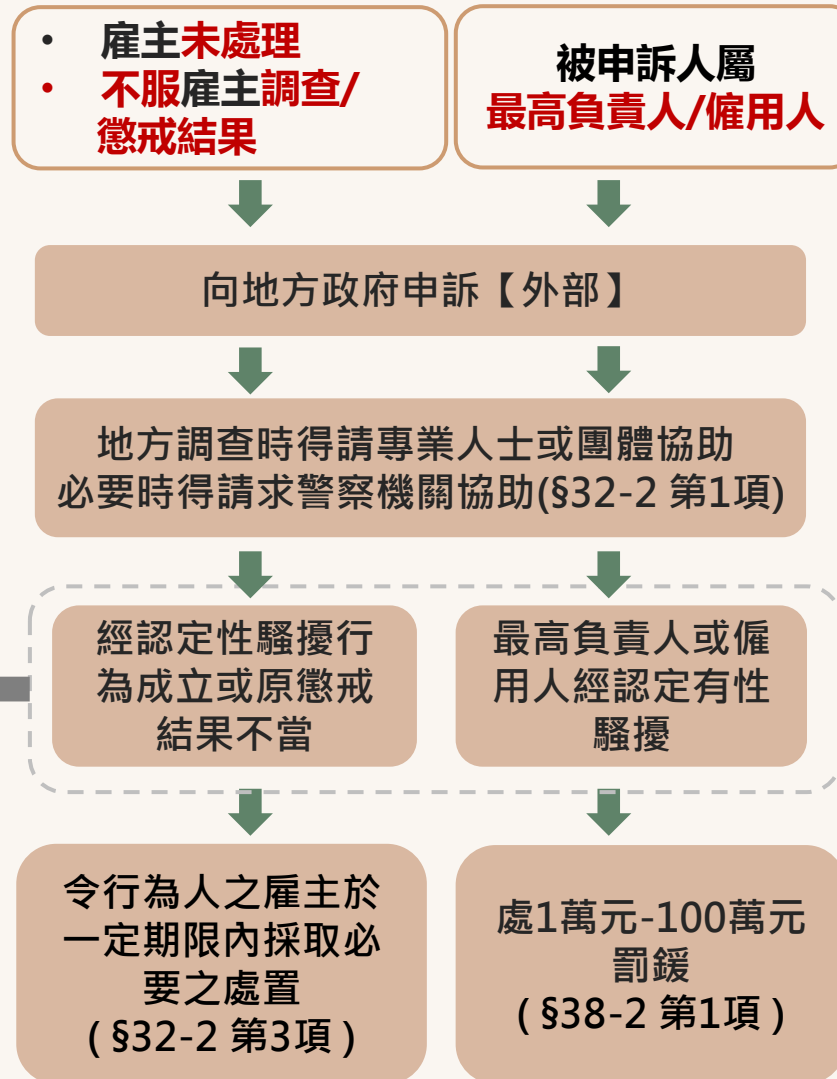 • 雇主未處理
• 不服雇主調查/
懲戒結果
被申訴人屬
最高負責人/僱用人
向地方政府申訴【外部】
地方調查時得請專業人士或團體協助
必要時得請求警察機關協助(§32-2 第1項)
經認定性騷擾行
為成立或原懲戒
結果不當
最高負責人或僱
用人經認定有性
騷擾
令行為人之雇主於
一定期限內採取必
要之處置
(§32-2 第3項)
處1萬元-100萬元
罰鍰
(§38-2 第1項)